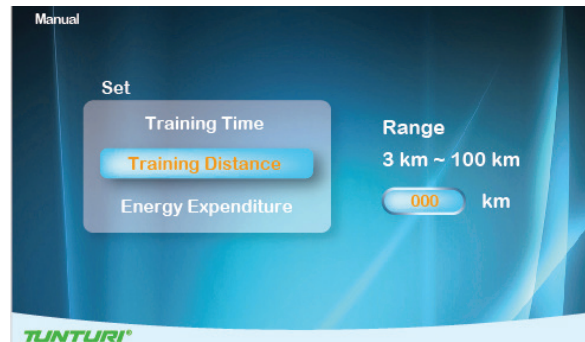 Manual
Set
Training Time
Training Distance
Energy Expenditure
Range
3 km ~ 100 km
000 km
TUNTURI®